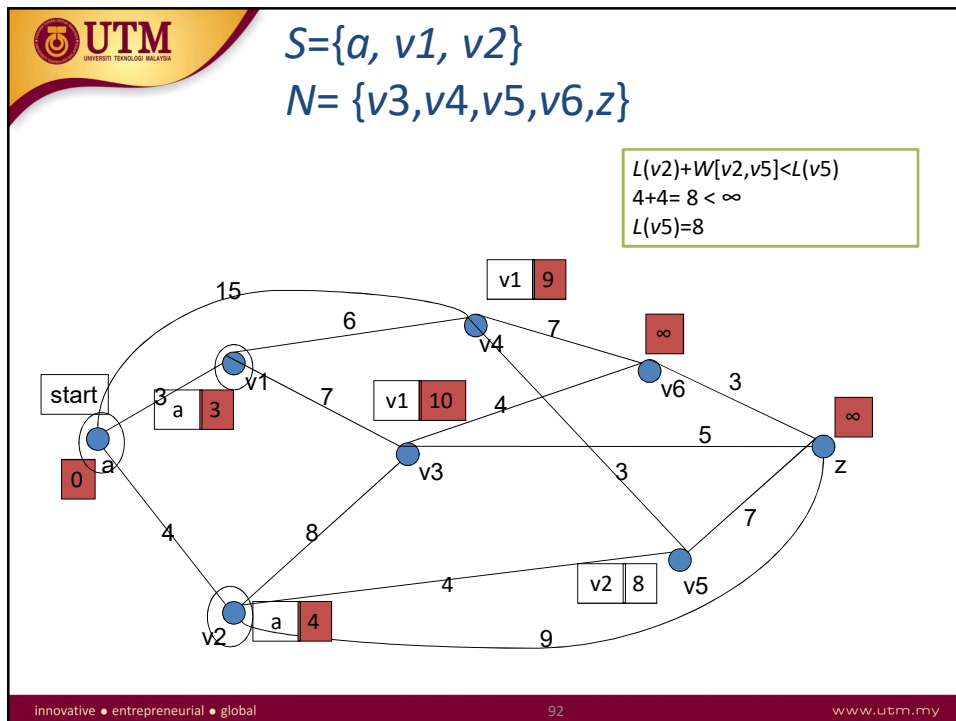 UTM
UNIVERSITI TEKNOLOGI MALAYSIA
S={a, v1, v2}
N= {v3,v4,v5,v6,z}
L(v2)+W[v2,v5]<L(v5)
4+4= 8 < ∞
L(v5)=8
v1 9
15
6
7
v4
∞
v6
start
v1
3
a 3
7
v1 10
4
3
∞
a
0
v3
5
z
3
4
8
7
4
v2 8
v5
v2
a 4
9
innovative ● entrepreneurial ● global
92
www.utm.my